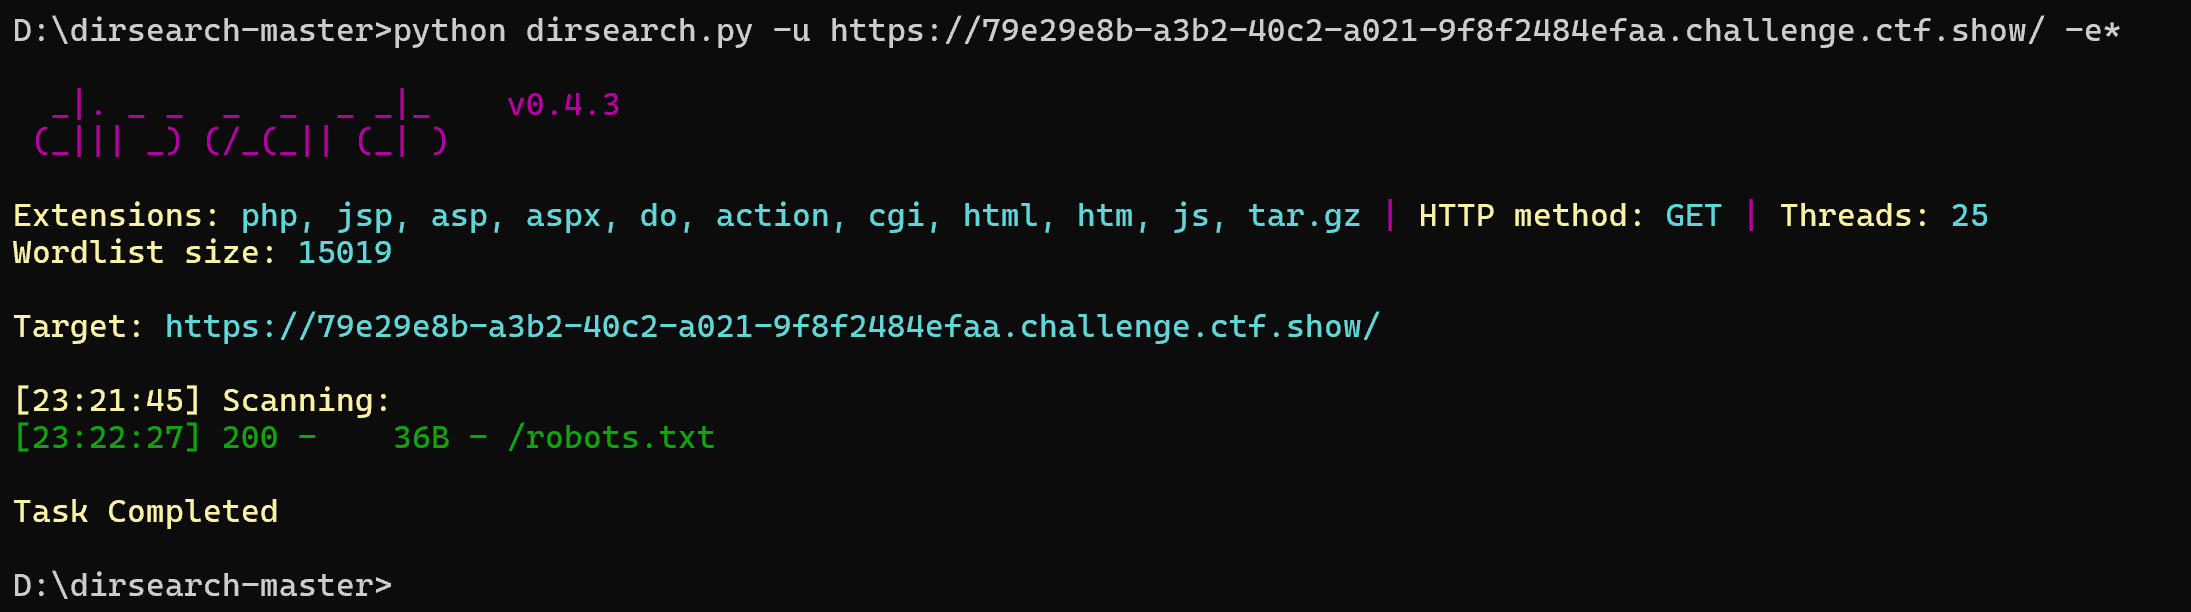 D:\dirsearch-master>python dirsearch.py -u https://79e29e8b-a3b2-40c2-a021-9f8f2484efaa.challenge.ctf.show/ -e*
  _|. _ _  _  _  _ _|_    v0.4.3
 (_||| _) (/_(_|| (_| )
Extensions: php, jsp, asp, aspx, do, action, cgi, html, htm, js, tar.gz | HTTP method: GET | Threads: 25
Wordlist size: 15019
Target: https://79e29e8b-a3b2-40c2-a021-9f8f2484efaa.challenge.ctf.show/
[23:21:45] Scanning:
[23:22:27] 200 -    36B - /robots.txt
Task Completed
D:\dirsearch-master>